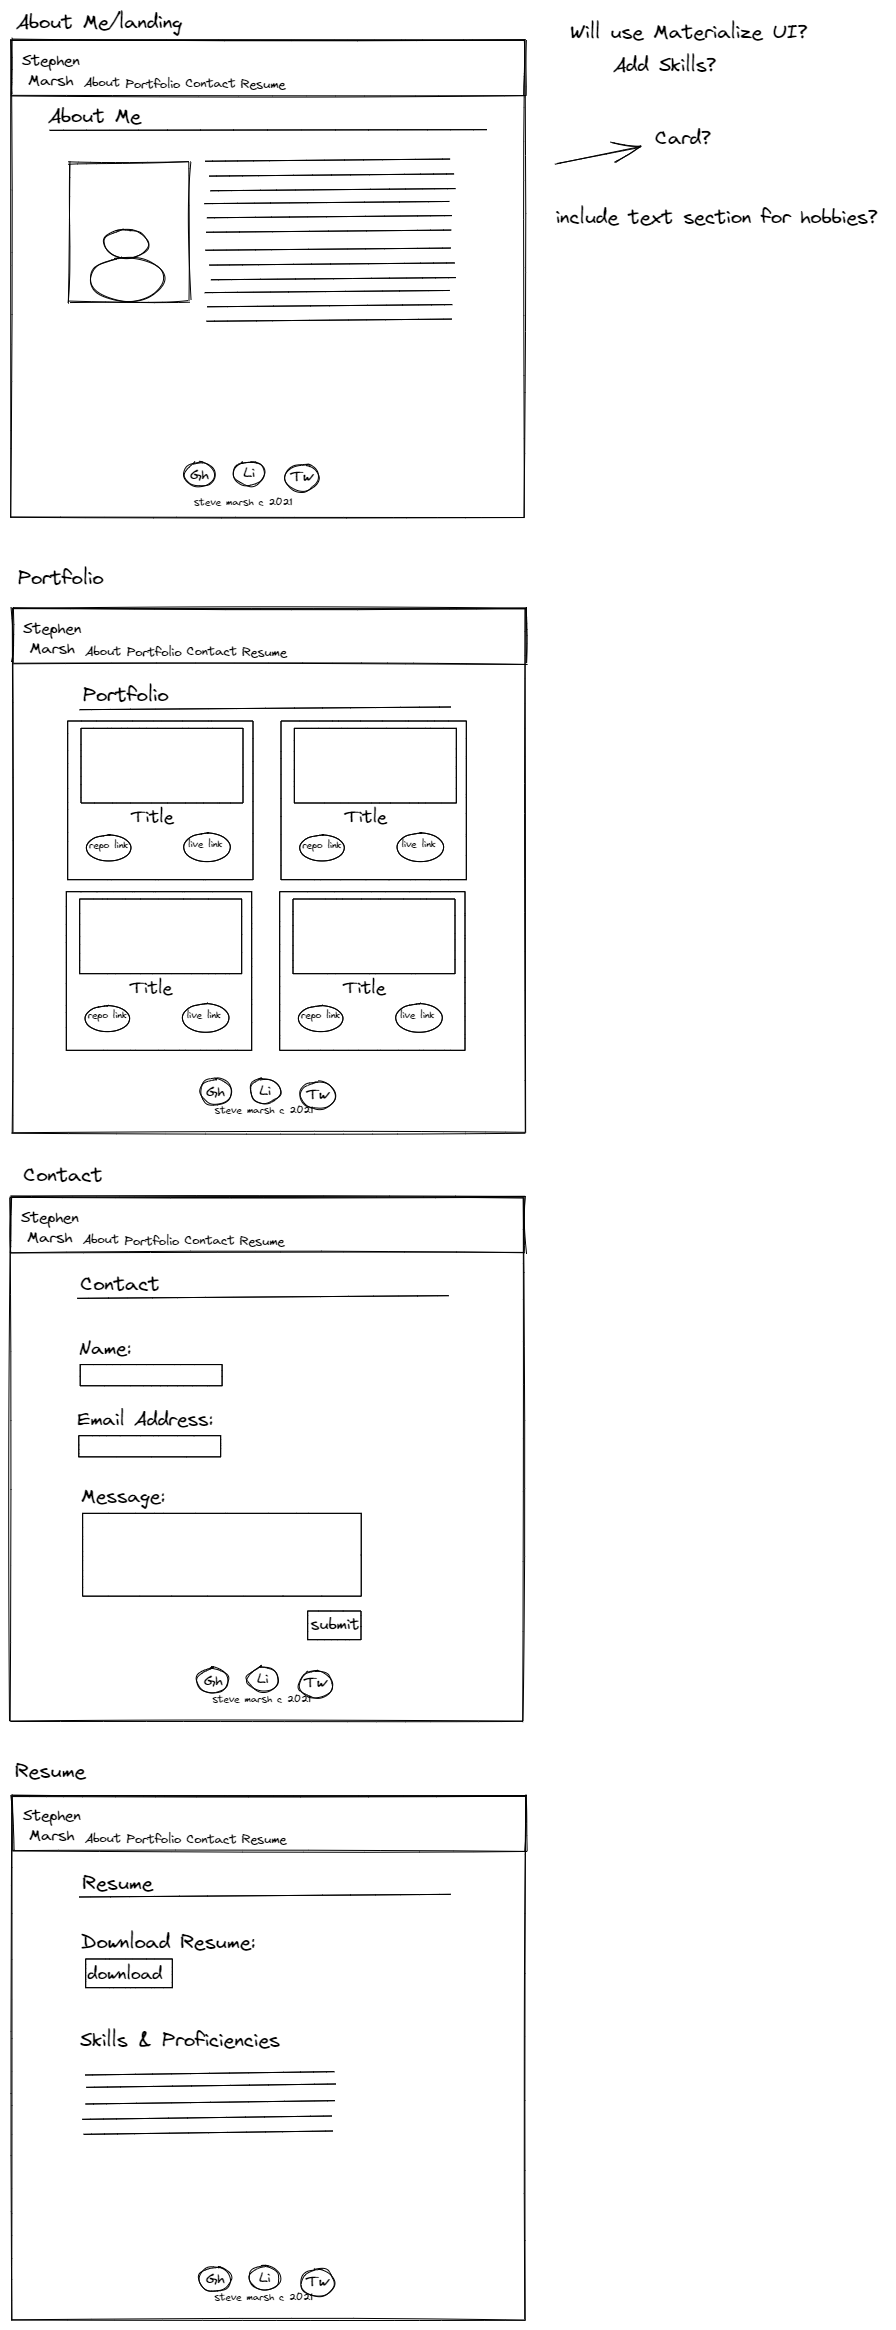 About Me/landing
Will use Materialize UI?
Add Skills?
Stephen
Marsh About Portfolio Contact Resume
About Me
Card?
include text section for hobbies?
Gh Li Tw
steve marsh c 2021
Portfolio
Stephen
Marsh About Portfolio Contact Resume
Portfolio
Title Title
repo link live link repo link live link
Title Title
repo link live link repo link live link
Gh Li Tw
steve marsh c 2021
Contact
Stephen
Marsh About Portfolio Contact Resume
Contact
Name:
Email Address:
Message:
submit
Gh Li Tw
steve marsh c 2021
Resume
Stephen
Marsh About Portfolio Contact Resume
Resume
Download Resume:
download
Skills & Proficiencies
Gh Li Tw
steve marsh c 2021